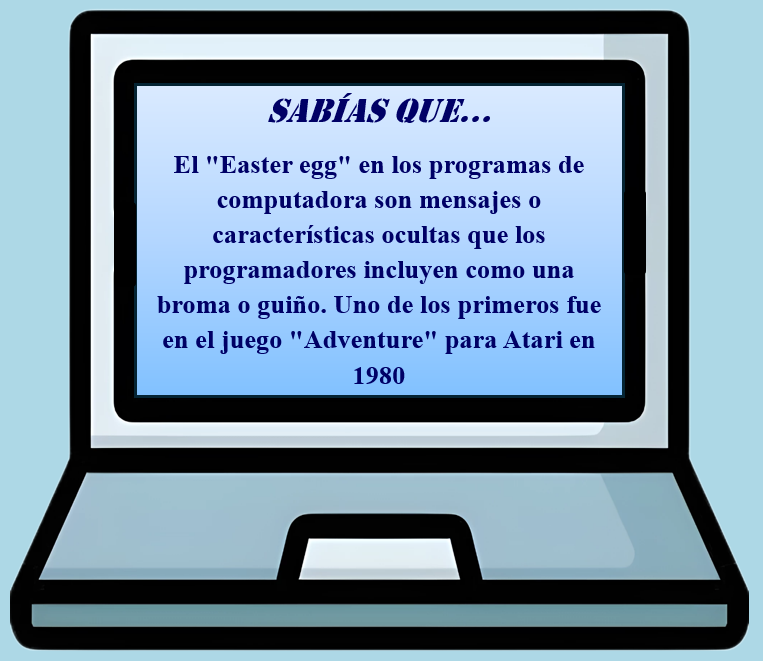 SABÍAS QUE...
El "Easter egg" en los programas de
computadora son mensajes o
características ocultas que los
programadores incluyen como una
broma o guiño. Uno de los primeros fue
en el juego "Adventure" para Atari en
1980